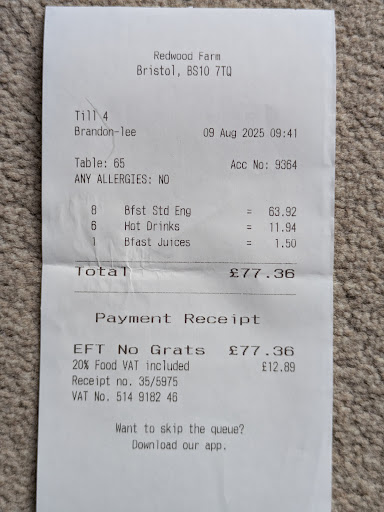 Redwood Farm
Bristol, BS10 7TQ
Till 4
Brandon-lee 09 Aug 2025 09:41
Table: 65 Acc No: 9364
ANY ALLERGIES: NO
8 Bfst Std Eng = 63.92
6 Hot Drinks = 11.94
1 Bfast Juices = 1.50
Total £77.36
Payment Receipt
EFT No Grats £77.36
20% Food VAT included £12.89
Receipt no. 35/5975
VAT No. 514 9182 46
Want to skip the queue?
Download our app.